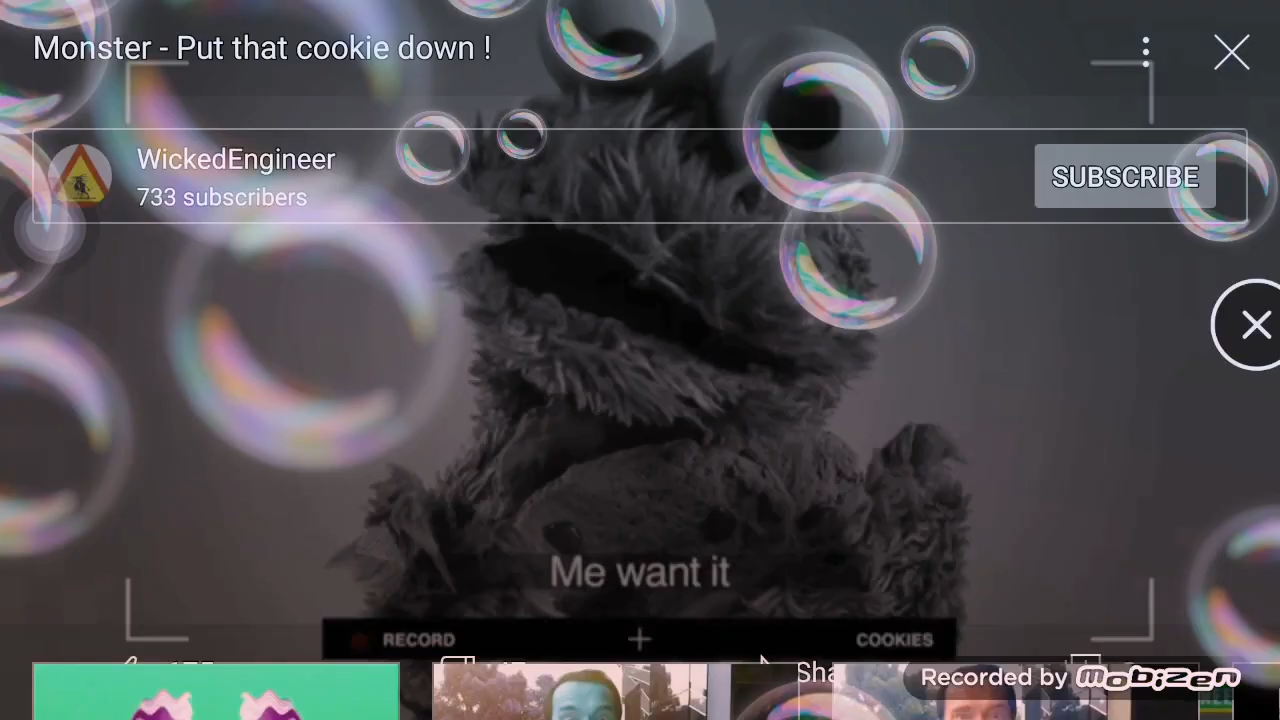 Monster - Put that cookie down !
WickedEngineer
733 subscribers
SUBSCRIBE
Me want it
RECORD
COOKIES
Recorded by mobizen